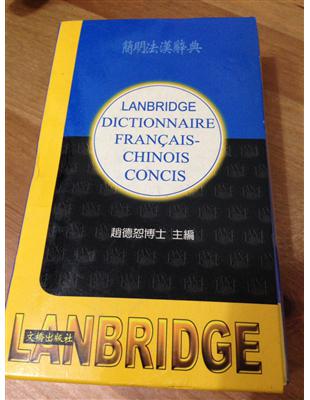 簡明法漢辭典
LANBRIDGE
DICTIONNAIRE
FRANÇAIS-
CHINOIS
CONCIS
趙德恕博士 主編
LANBRIDGE
文橋出版社